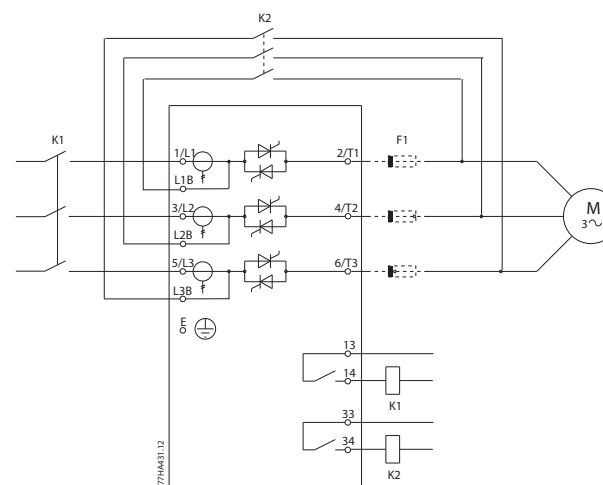 K2
K1
F1
1/L1
2/T1
L1B
3/L2
4/T2
L2B
5/L3
6/T3
L3B
M
3~
E
13
14
K1
33
34
K2
177HA431.12